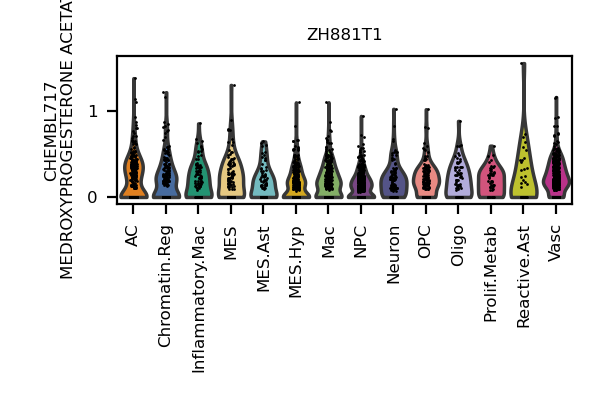 ZH881T1
CHEMBL717
MEDROXYPROGESTERONE ACETAT
1
0
AC
Chromatin.Reg
Inflammatory.Mac
MES
MES.Ast
MES.Hyp
Mac
NPC
Neuron
OPC
Oligo
Prolif.Metab
Reactive.Ast
Vasc